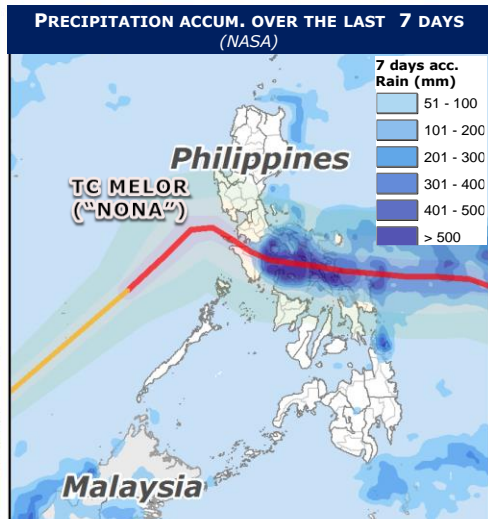 PRECIPITATION ACCUM. OVER THE LAST 7 DAYS
(NASA)
7 days acc.
Rain (mm)
51 - 100
101 - 200
201 - 300
301 - 400
401 - 500
> 500
Philippines
TC MELOR
("NONA")
Malaysia